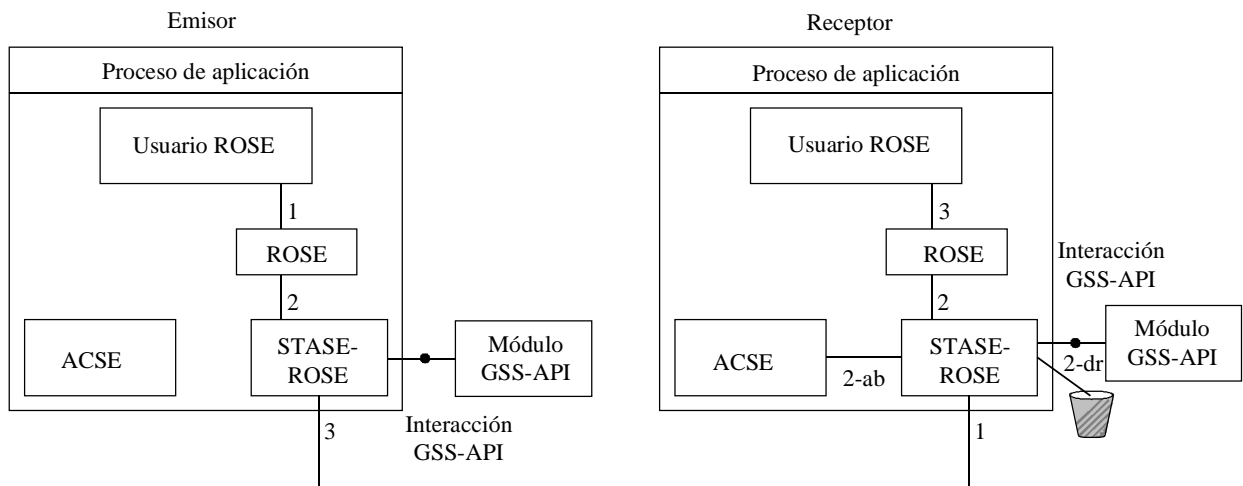 Emisor
Proceso de aplicación
Usuario ROSE
1
ROSE
2
ACSE
STASE-
ROSE
Módulo
GSS-API
3
Interacción
GSS-API
Receptor
Proceso de aplicación
Usuario ROSE
3
ROSE
Interacción
GSS-API
2
ACSE
2-ab
STASE-
ROSE
2-dr
Módulo
GSS-API
1